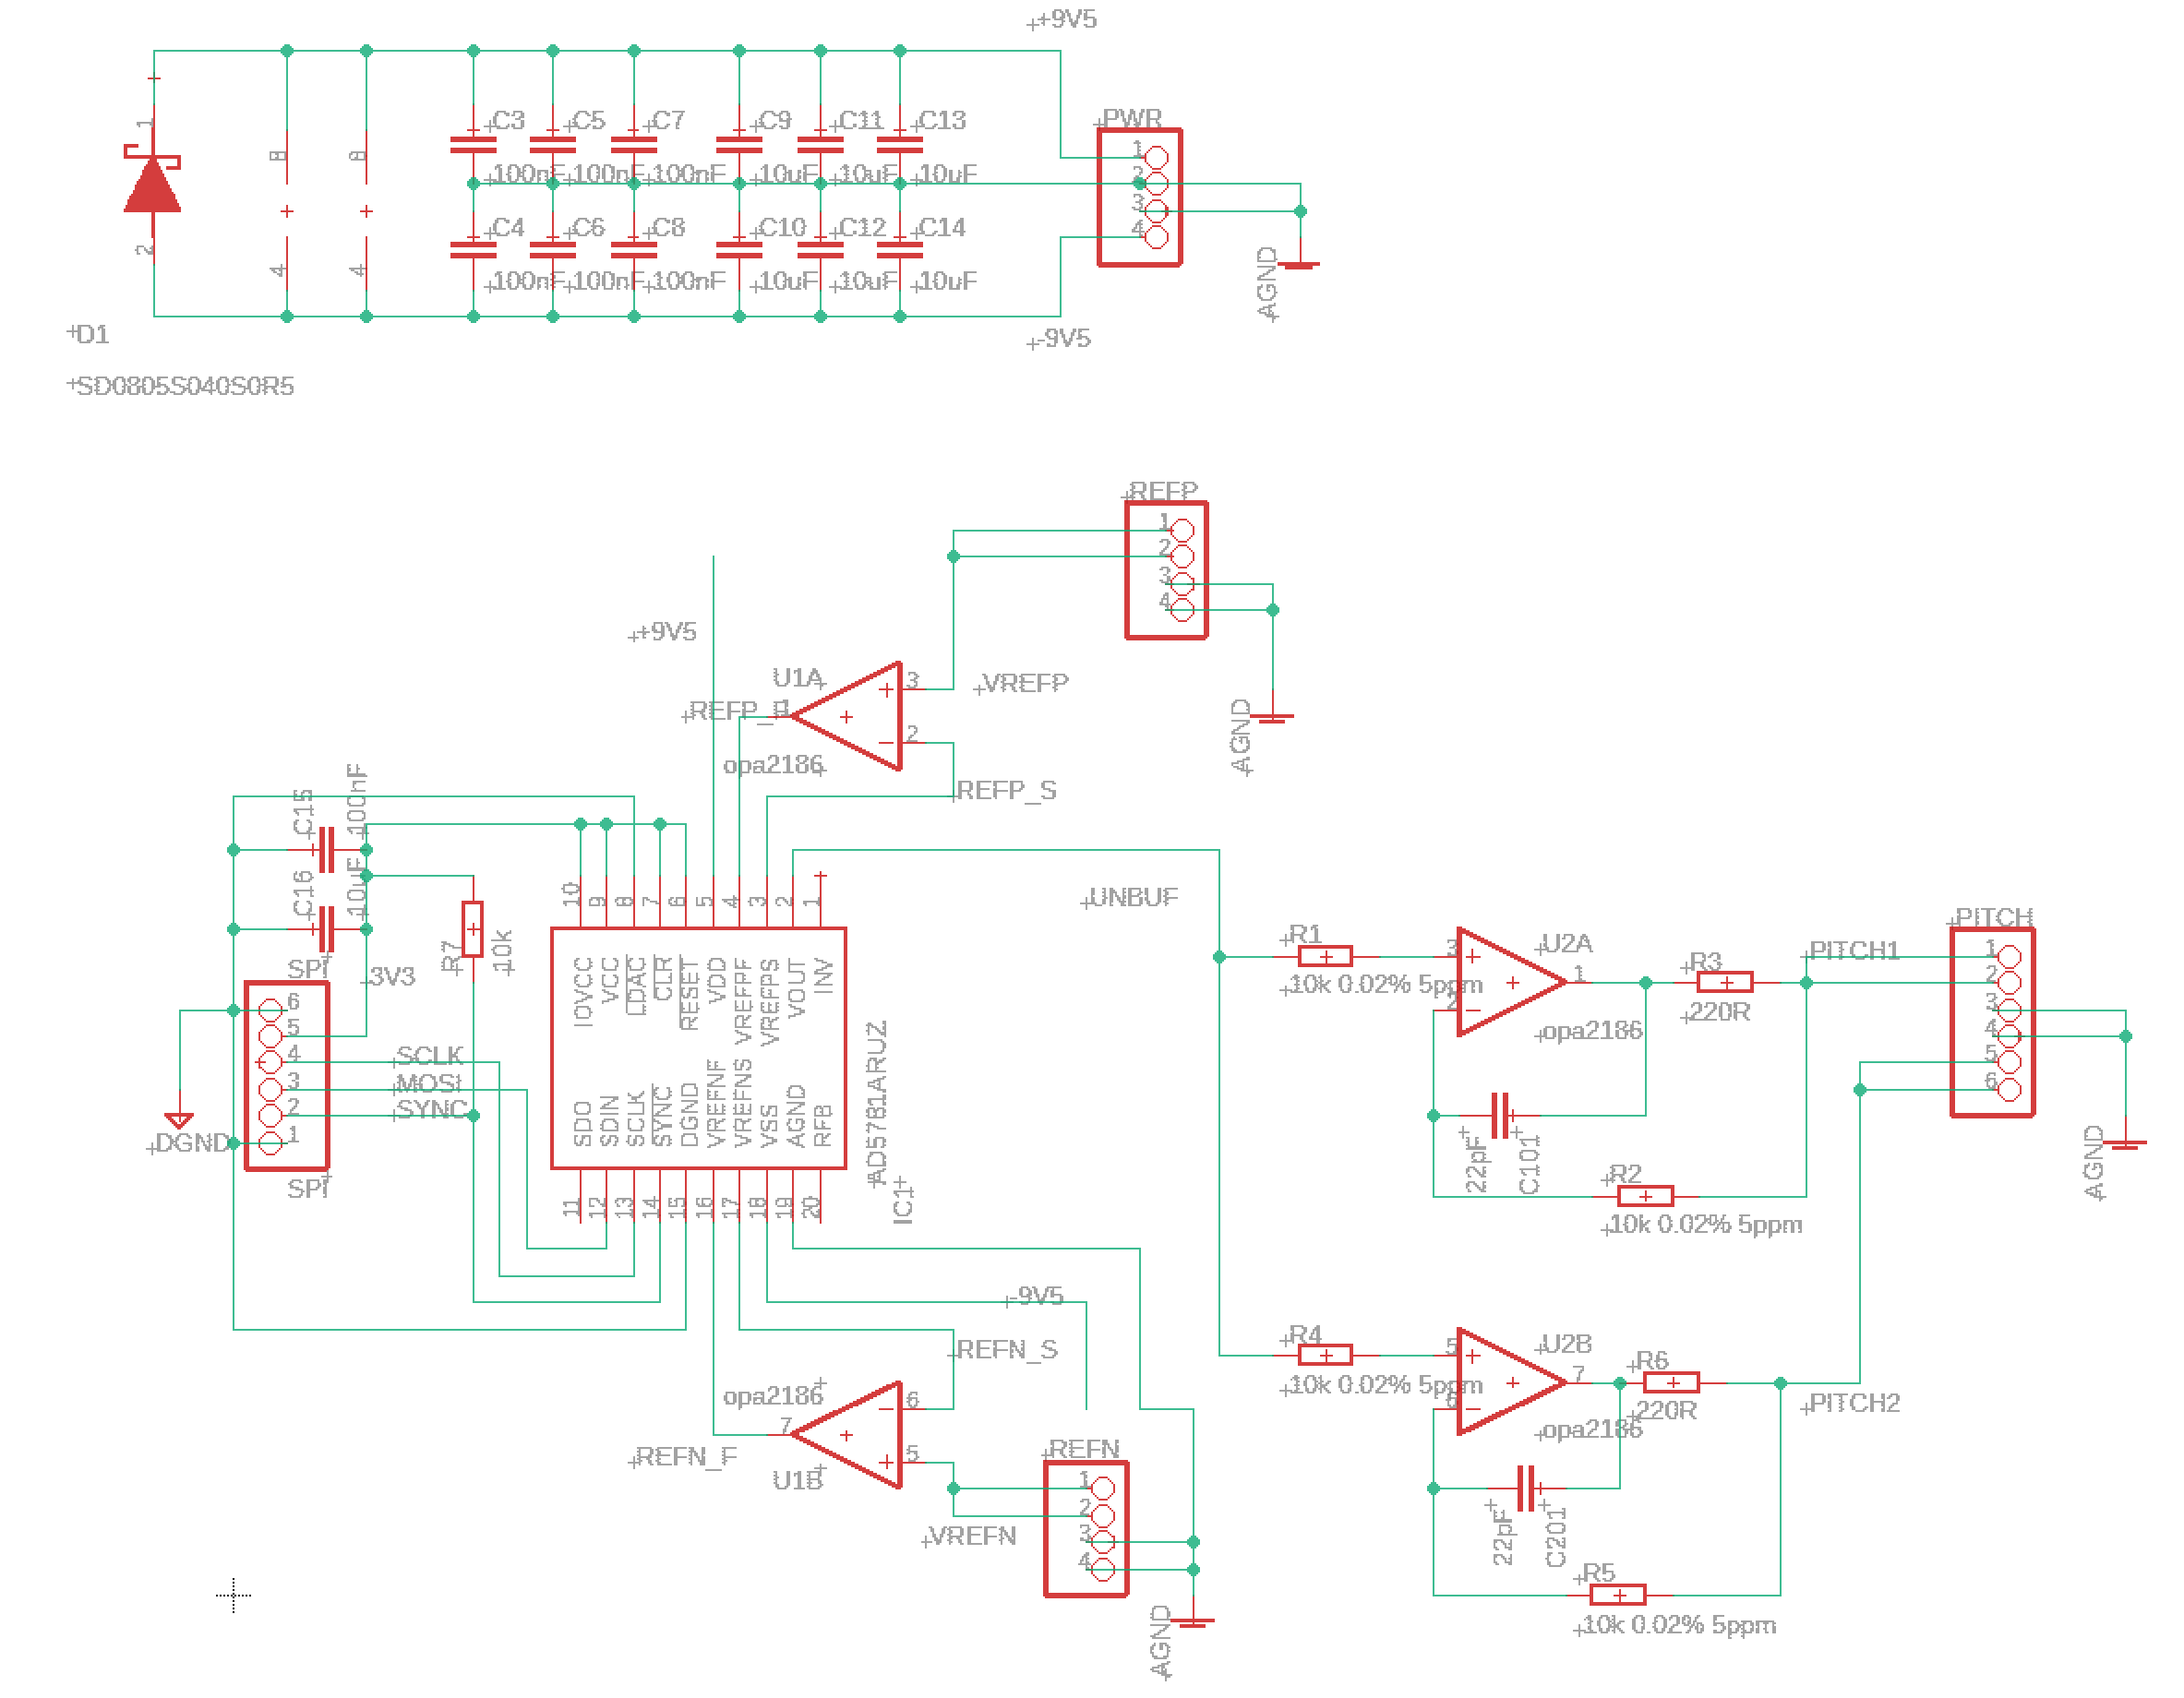 +9V5
PWR
1
2
3
4
C3
C5
C7
C9
C11
C13
100nF
100nF
100nF
10uF
10uF
10uF
C4
C6
C8
C10
C12
C14
100nF
100nF
100nF
10uF
10uF
10uF
1
2
8
8
4
4
AGND
-9V5
D1
SD0805S040S0R5
REFP
1
2
3
4
+9V5
U1A
3
2
1
VREFP
opa2186
REFP_S
AGND
C15
100nF
C16
10uF
R7
10k
SPI
3V3
6
5
4
3
2
1
SCLK
MOSI
SYNC
DGND
SPI
10
9
8
7
6
5
4
3
2
1
IOVCC
VCC
LDAC
CLR
RESET
VDD
VREFPF
VREFPS
VOUT
INV
SDO
SDIN
SCLK
SYNC
DGND
VREFNF
VREFNS
VSS
AGND
RFB
11
12
13
14
15
16
17
18
19
20
AD5781ARUZ
IC1
UNBUF
R1
10k 0.02% 5ppm
3
2
1
U2A
opa2186
R3
220R
PITCH1
PITCH
1
2
3
4
5
6
AGND
22pF
C101
R2
10k 0.02% 5ppm
-9V5
REFN_S
opa2186
6
5
7
U1B
REFN_F
VREFN
REFN
1
2
3
4
AGND
R4
10k 0.02% 5ppm
5
6
7
U2B
opa2186
R6
220R
PITCH2
22pF
C201
R5
10k 0.02% 5ppm